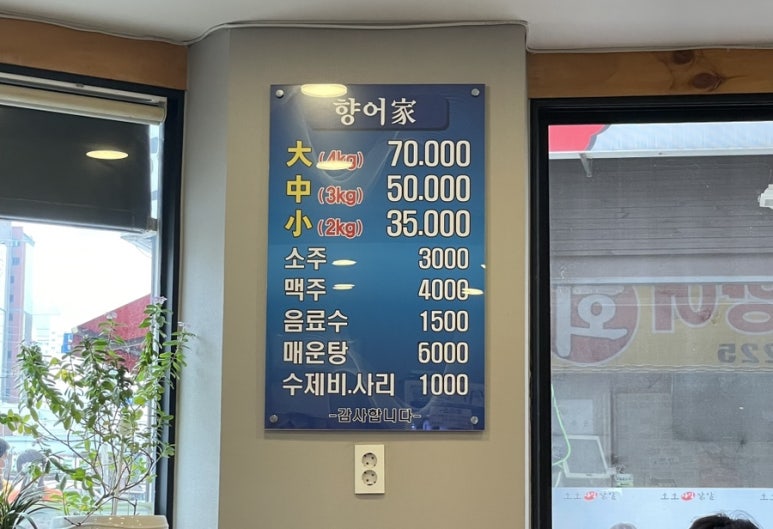 향어家
大 (4kg) 70.000
中 (3kg) 50.000
小 (2kg) 35.000
소주 3000
맥주 4000
음료수 1500
매운탕 6000
수제비.사리 1000
-감사합니다-
회
225